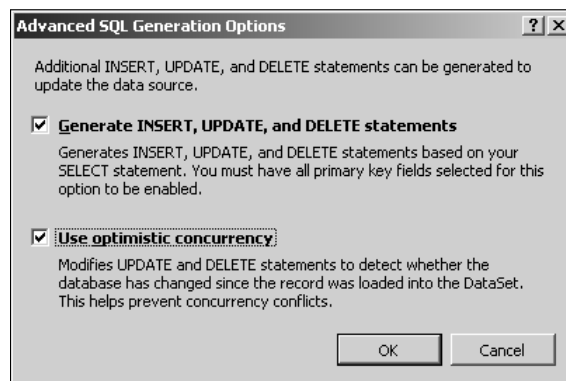 Advanced SQL Generation Options
Additional INSERT, UPDATE, and DELETE statements can be generated to
update the data source.
Generate INSERT, UPDATE, and DELETE statements
Generates INSERT, UPDATE, and DELETE statements based on your
SELECT statement. You must have all primary key fields selected for this
option to be enabled.
Use optimistic concurrency
Modifies UPDATE and DELETE statements to detect whether the
database has changed since the record was loaded into the DataSet.
This helps prevent concurrency conflicts.
OK Cancel